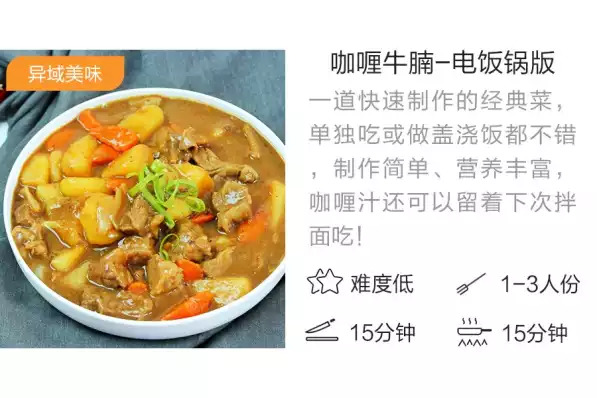 异域美味
咖喱牛腩-电饭锅版
一道快速制作的经典菜，
单独吃或做盖浇饭都不错
，制作简单、营养丰富，
咖喱汁还可以留着下次拌
面吃！
难度低
1-3人份
15分钟
15分钟